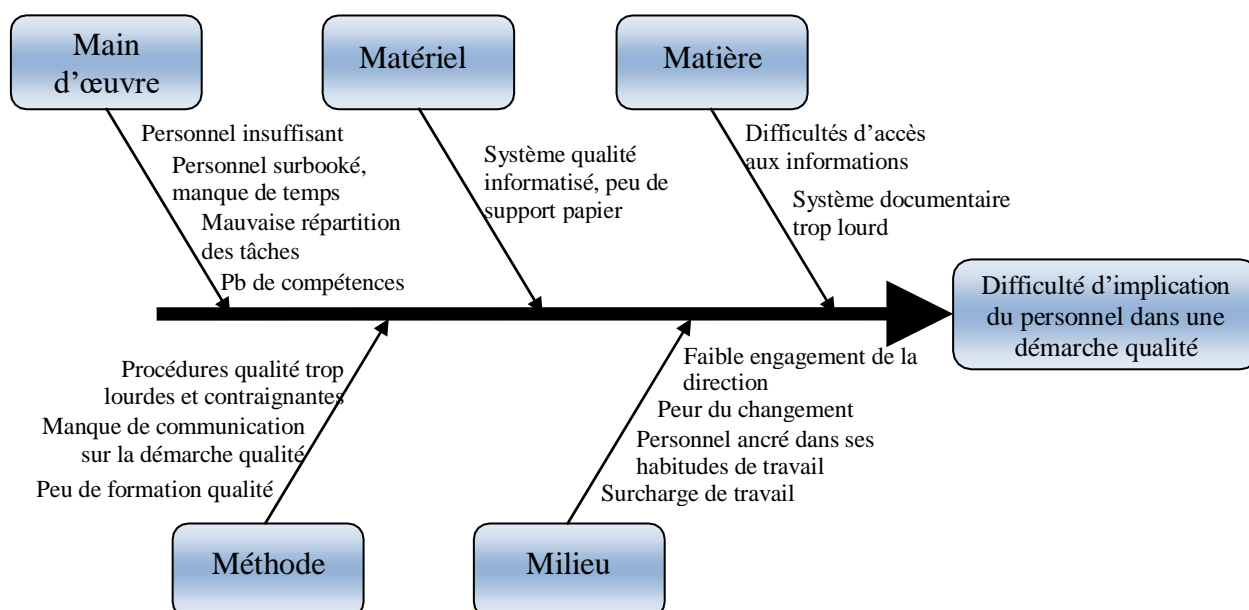 Main
d’œuvre
Matériel
Matière
Personnel insuffisant
Personnel surbooké,
manque de temps
Mauvaise répartition
des tâches
Pb de compétences
Système qualité
informatisé, peu de
support papier
Difficultés d’accès
aux informations
Système documentaire
trop lourd
Difficulté d’implication
du personnel dans une
démarche qualité
Procédures qualité trop
lourdes et contraignantes
Manque de communication
sur la démarche qualité
Peu de formation qualité
Faible engagement de la
direction
Peur du changement
Personnel ancré dans ses
habitudes de travail
Surcharge de travail
Méthode
Milieu